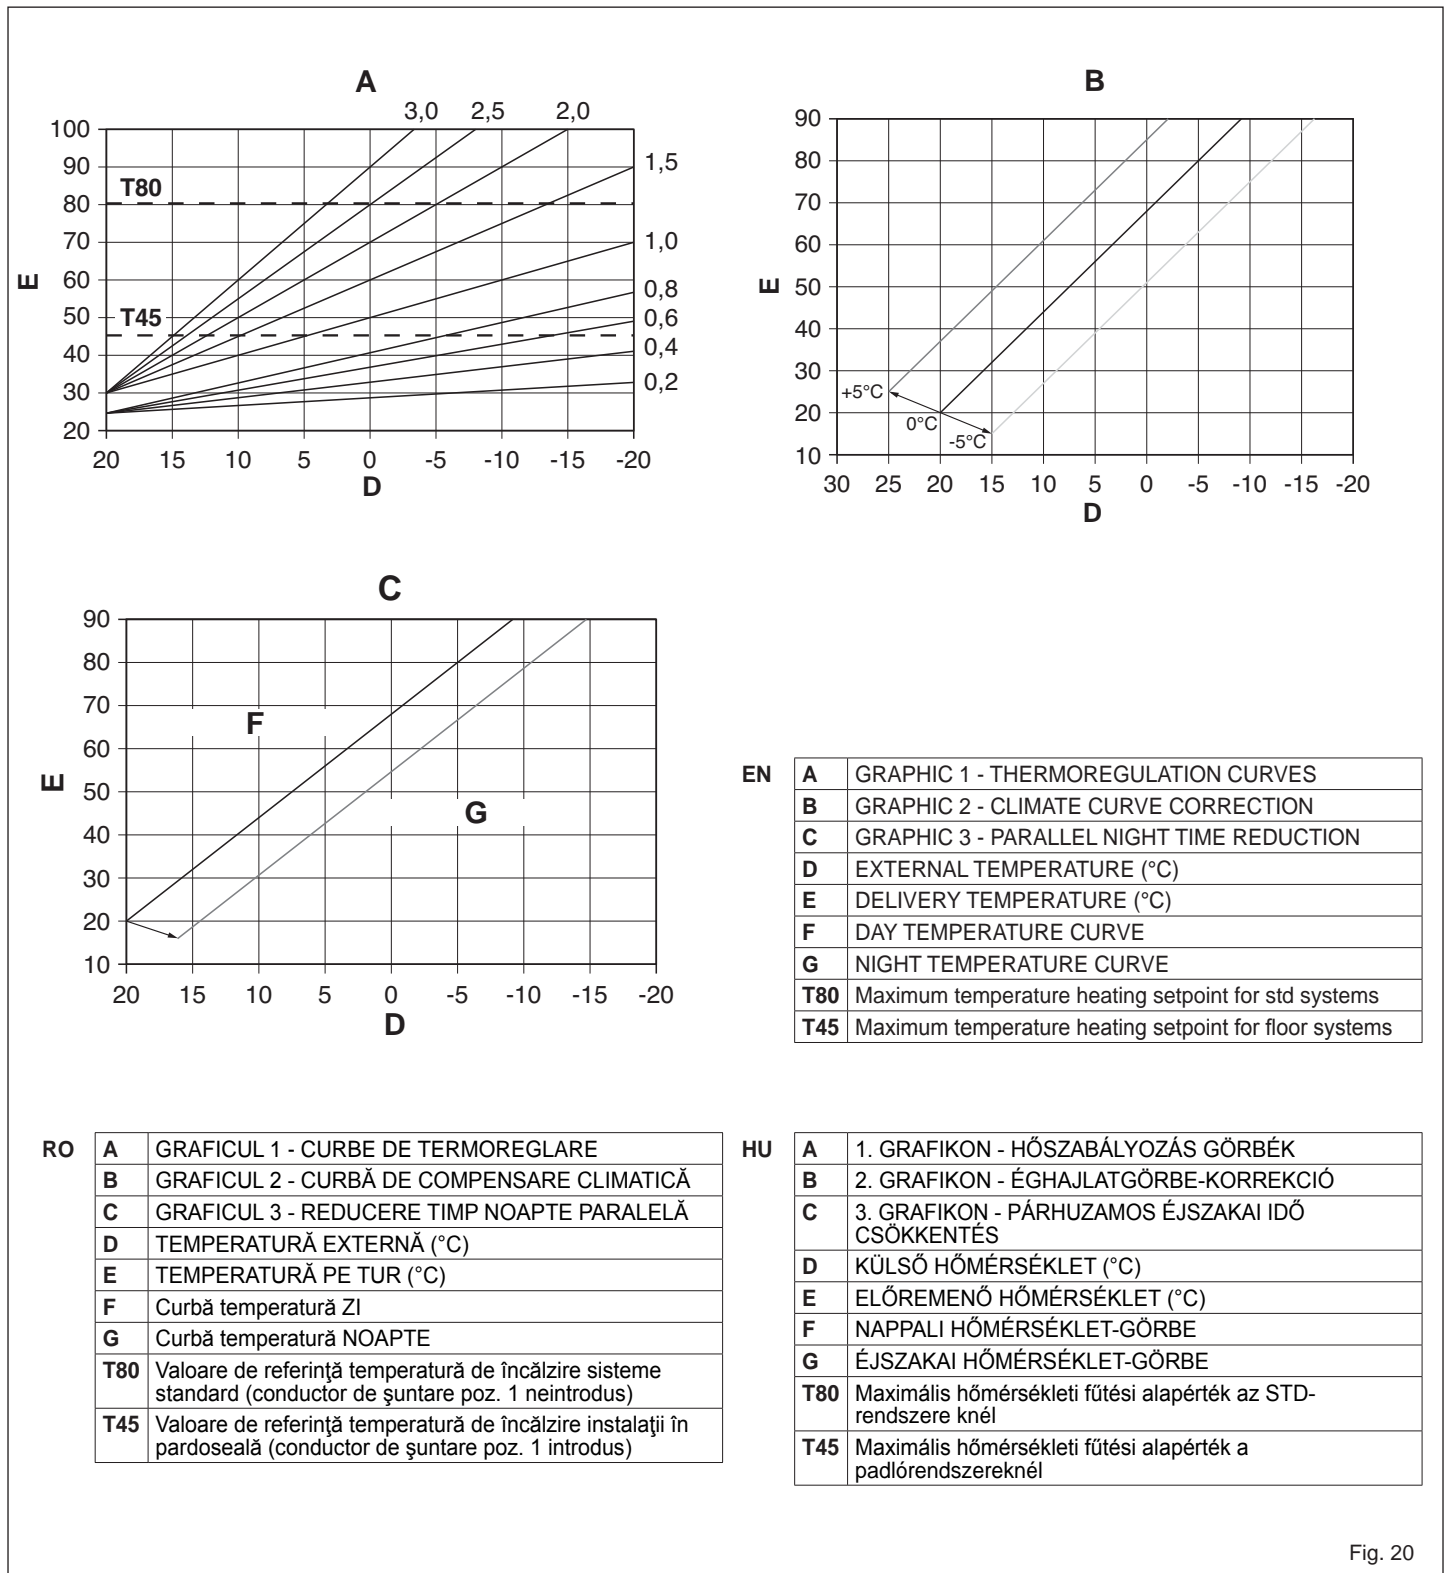 A
3,0 2,5 2,0
100
90
80
70
60
50
40
30
20
T80
T45
1,5
1,0
0,8
0,6
0,4
0,2
E
20 15 10 5 0 -5 -10 -15 -20
D
B
90
80
70
60
50
40
30
20
10
E
+5°C
0°C
-5°C
30 25 20 15 10 5 0 -5 -10 -15 -20
D
C
90
80
70
60
50
40
30
20
10
E
F
G
20 15 10 5 0 -5 -10 -15 -20
D
EN
A GRAPHIC 1 - THERMOREGULATION CURVES
B GRAPHIC 2 - CLIMATE CURVE CORRECTION
C GRAPHIC 3 - PARALLEL NIGHT TIME REDUCTION
D EXTERNAL TEMPERATURE (°C)
E DELIVERY TEMPERATURE (°C)
F DAY TEMPERATURE CURVE
G NIGHT TEMPERATURE CURVE
T80 Maximum temperature heating setpoint for std systems
T45 Maximum temperature heating setpoint for floor systems
RO
A GRAFICUL 1 - CURBE DE TERMOREGLARE
B GRAFICUL 2 - CURBĂ DE COMPENSARE CLIMATICĂ
C GRAFICUL 3 - REDUCERE TIMP NOAPTE PARALELĂ
D TEMPERATURĂ EXTERNĂ (°C)
E TEMPERATURĂ PE TUR (°C)
F Curbă temperatură ZI
G Curbă temperatură NOAPTE
T80 Valoare de referinţă temperatură de încălzire sisteme
standard (conductor de şuntare poz. 1 neintrodus)
T45 Valoare de referinţă temperatură de încălzire instalaţii în
pardoseală (conductor de şuntare poz. 1 introdus)
HU
A 1. GRAFIKON - HŐSZABÁLYOZÁS GÖRBÉK
B 2. GRAFIKON - ÉGHAJLATGÖRBE-KORREKCIÓ
C 3. GRAFIKON - PÁRHUZAMOS ÉJSZAKAI IDŐ
CSÖKKENTÉS
D KÜLSŐ HŐMÉRSÉKLET (°C)
E ELŐREMENŐ HŐMÉRSÉKLET (°C)
F NAPPALI HŐMÉRSÉKLET-GÖRBE
G ÉJSZAKAI HŐMÉRSÉKLET-GÖRBE
T80 Maximális hőmérsékleti fűtési alapérték az STD-
rendszere knél
T45 Maximális hőmérsékleti fűtési alapérték a
padlórendszereknél
Fig. 20